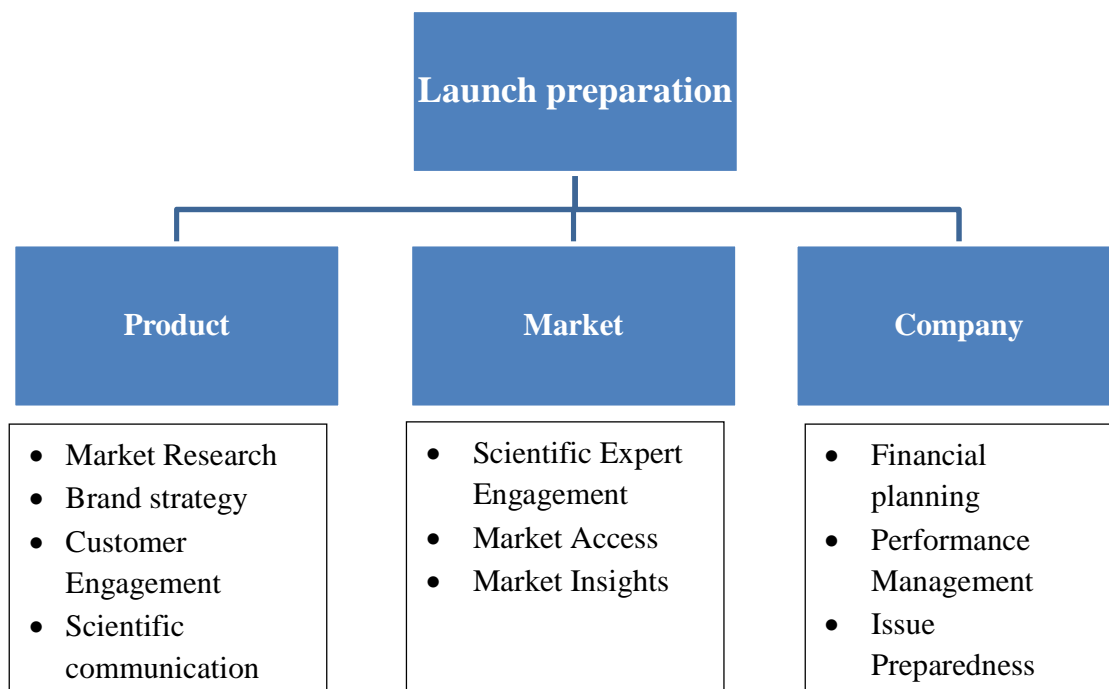 Launch preparation
Product
Market
Company
• Market Research
• Brand strategy
• Customer
Engagement
• Scientific
communication
• Scientific Expert
Engagement
• Market Access
• Market Insights
• Financial
planning
• Performance
Management
• Issue
Preparedness